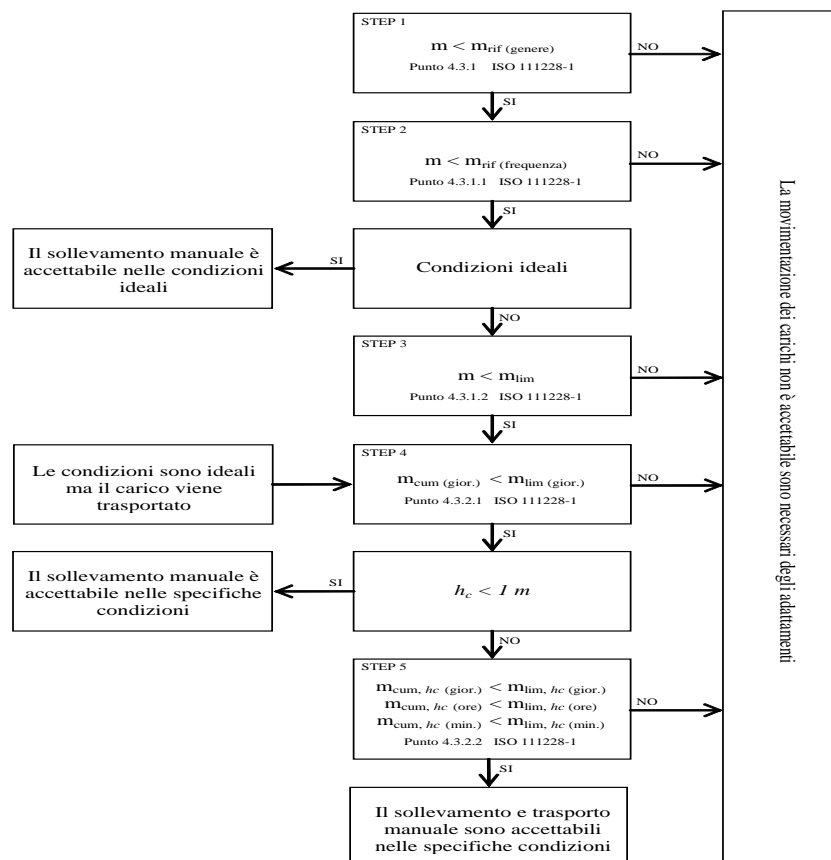 STEP 1
m < mrif (genere)
Punto 4.3.1 ISO 111228-1
NO
SI
STEP 2
m < mrif (frequenza)
Punto 4.3.1.1 ISO 111228-1
NO
SI
Il sollevamento manuale è
accettabile nelle condizioni
ideali
SI
Condizioni ideali
NO
STEP 3
m < mlim
Punto 4.3.1.2 ISO 111228-1
NO
SI
Le condizioni sono ideali
ma il carico viene
trasportato
STEP 4
mcum (gior.) < mlim (gior.)
Punto 4.3.2.1 ISO 111228-1
NO
SI
Il sollevamento manuale è
accettabile nelle specifiche
condizioni
SI
hc < 1 m
NO
STEP 5
mcum, hc (gior.) < mlim, hc (gior.)
mcum, hc (ore) < mlim, hc (ore)
mcum, hc (min.) < mlim, hc (min.)
Punto 4.3.2.2 ISO 111228-1
NO
SI
Il sollevamento e trasporto
manuale sono accettabili
nelle specifiche condizioni
La movimentazione dei carichi non è accettabile sono necessari degli adattamenti